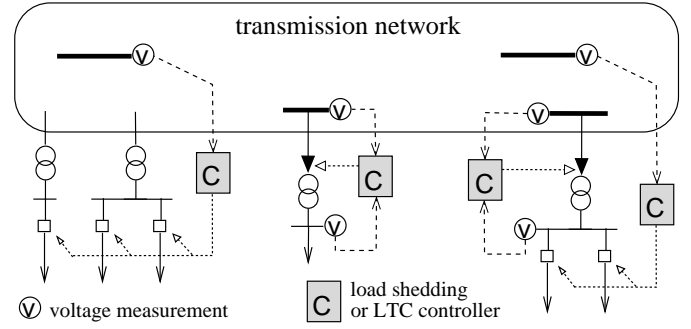 transmission network
V
V
V
V
C
C
C
C
V
V
V voltage measurement
C load shedding
or LTC controller